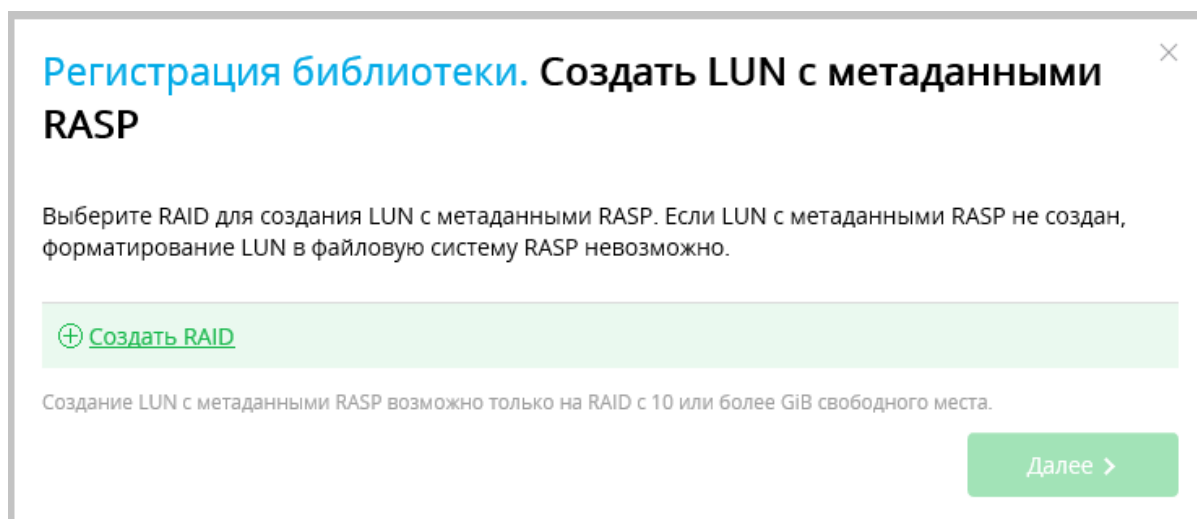 Регистрация библиотеки. Создать LUN с метаданными
RASP
Выберите RAID для создания LUN с метаданными RASP. Если LUN с метаданными RASP не создан,
форматирование LUN в файловую систему RASP невозможно.
Создать RAID
Создание LUN с метаданными RASP возможно только на RAID с 10 или более GiB свободного места.
Далее